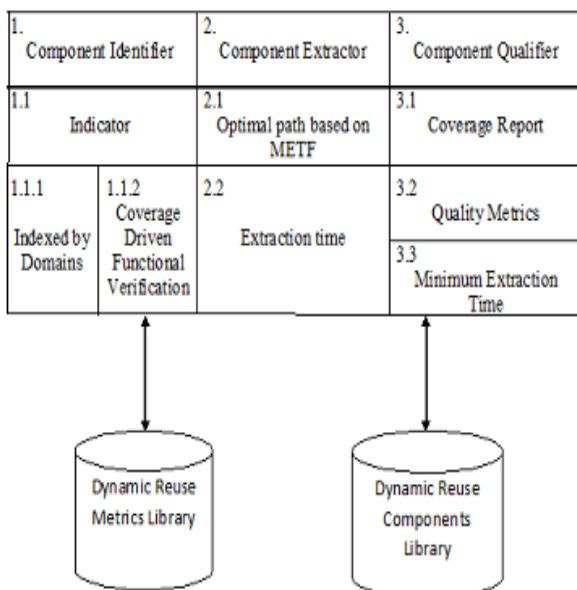 1.
Component Identifier
2.
Component Extractor
3.
Component Qualifier
1.1
Indicator
2.1
Optimal path based on
METF
3.1
Coverage Report
1.1.1
Indexed by
Domains
1.1.2
Coverage
Driven
Functional
Verification
2.2
Extraction time
3.2
Quality Metrics
3.3
Minimum Extraction
Time
Dynamic Reuse
Metrics Library
Dynamic Reuse
Components
Library